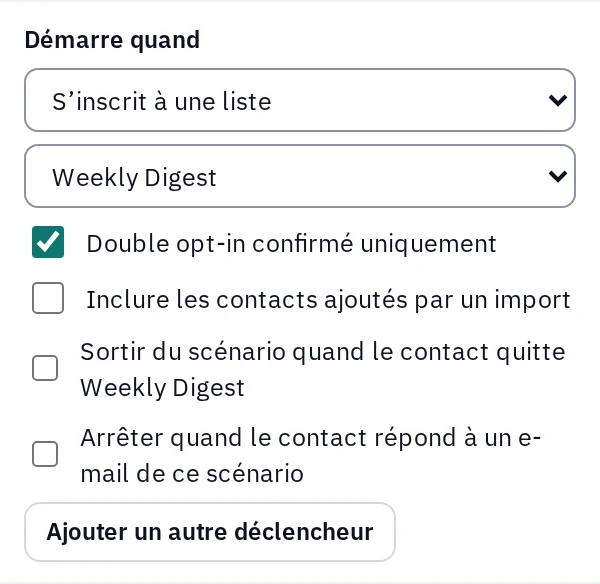 Démarre quand
S’inscrit à une liste
Weekly Digest
Double opt-in confirmé uniquement
Inclure les contacts ajoutés par un import
Sortir du scénario quand le contact quitte
Weekly Digest
Arrêter quand le contact répond à un e-
mail de ce scénario
Ajouter un autre déclencheur